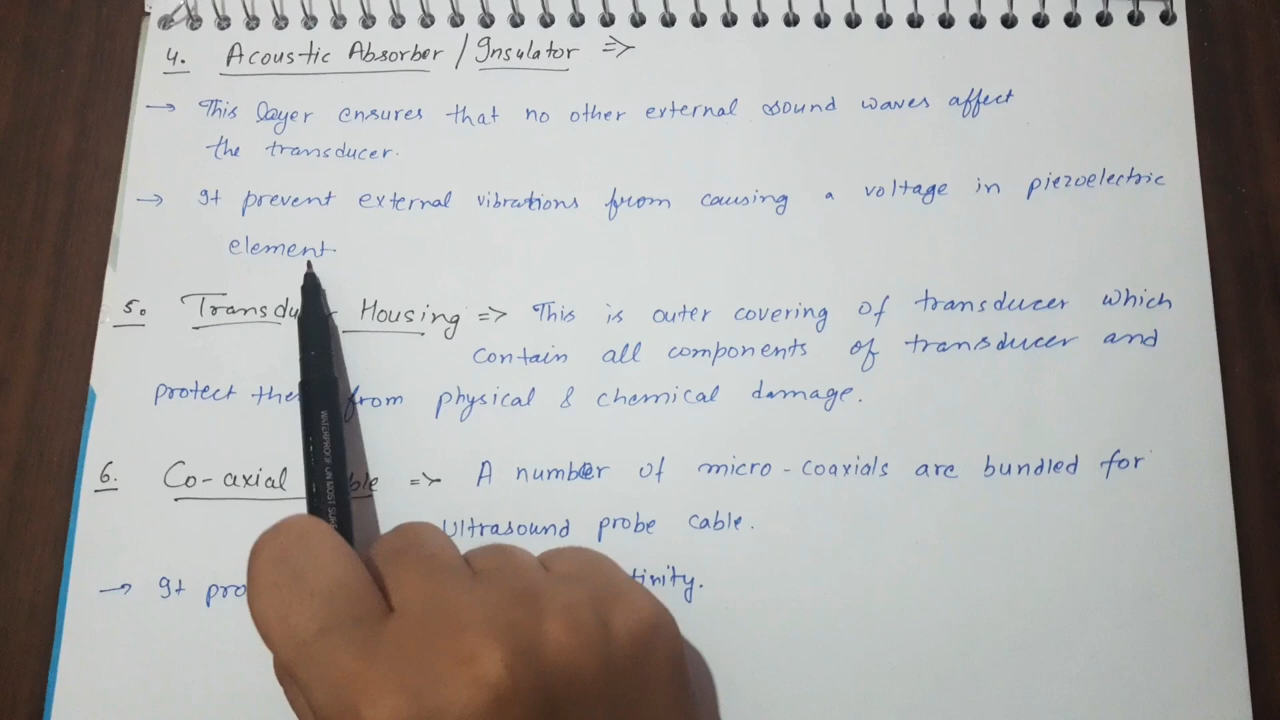 4. Acoustic Absorber / Insulator =>
→ This layer ensures that no other external sound waves affect
the transducer.
→ It prevent external vibrations from causing a voltage in piezoelectric
element.
5. Housing => This is outer covering of transducer which
contain all components of transducer and
protect from physical & chemical damage.
6. Co-axial => A number of micro-coaxials are bundled for
Ultrasound probe cable.
→ It
WATERPROOF ON MOST